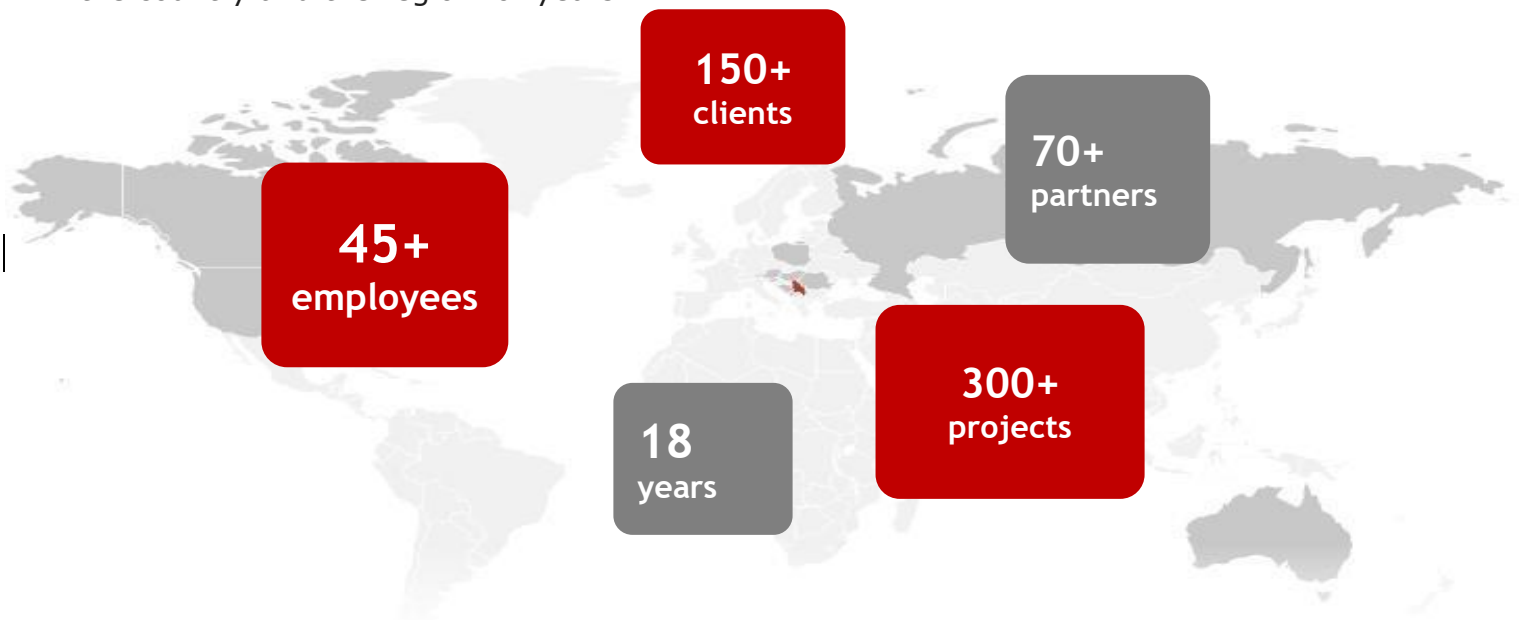 150+
clients
70+
partners
45+
employees
300+
projects
18
years